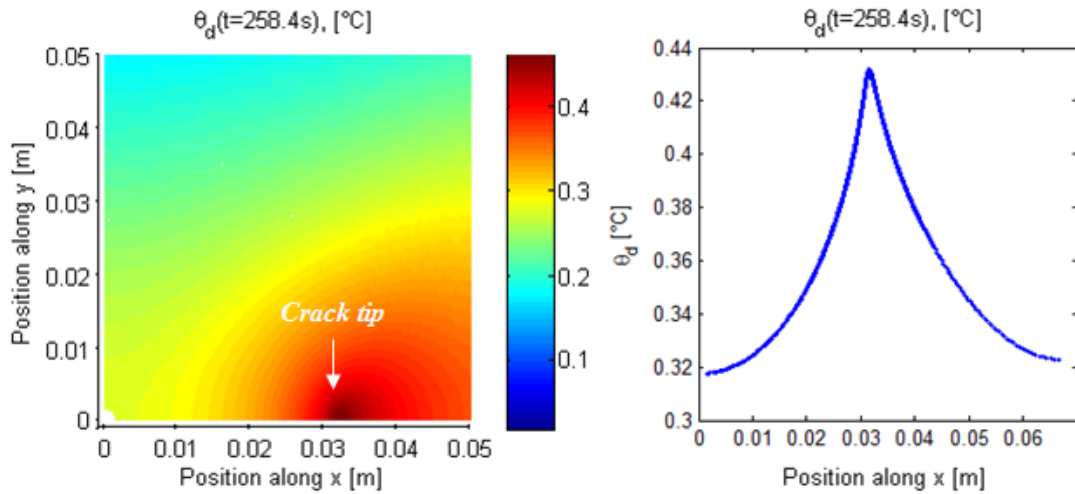 θd(t=258.4s), [°C]
0.05
0.04
0.03
0.02
0.01
0
Position along y [m]
Crack tip
0 0.01 0.02 0.03 0.04 0.05
Position along x [m]
0.4
0.3
0.2
0.1
θd(t=258.4s), [°C]
0.44
0.42
0.4
0.38
0.36
0.34
0.32
0.3
θd [°C]
0 0.01 0.02 0.03 0.04 0.05 0.06
Position along x [m]